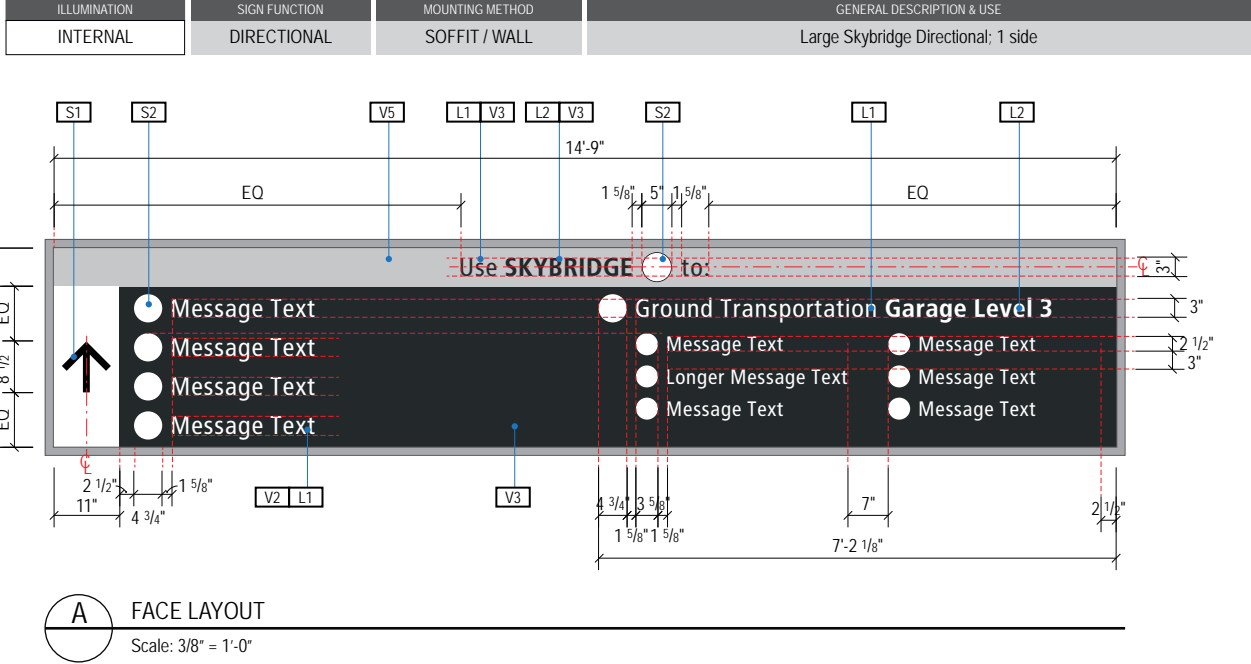 ILLUMINATION SIGN FUNCTION MOUNTING METHOD GENERAL DESCRIPTION & USE
INTERNAL DIRECTIONAL SOFFIT / WALL Large Skybridge Directional; 1 side
S1 S2 V5 L1 V3 L2 V3 S2 L1 L2
14'-9"
EQ 1 5/8" 5" 1 5/8" EQ
Use SKYBRIDGE to:
℄ 3"
EQ
8 1/2
EQ
Message Text
Message Text
Message Text
Message Text
Ground Transportation Garage Level 3
Message Text Message Text
Longer Message Text Message Text
Message Text Message Text
3"
2 1/2"
3"
℄
2 1/2" 1 5/8"
11" 4 3/4"
V2 L1 V3
4 3/4" 3 5/8" 7" 2 1/2"
1 5/8" 1 5/8"
7'-2 1/8"
A FACE LAYOUT
Scale: 3/8" = 1'-0"